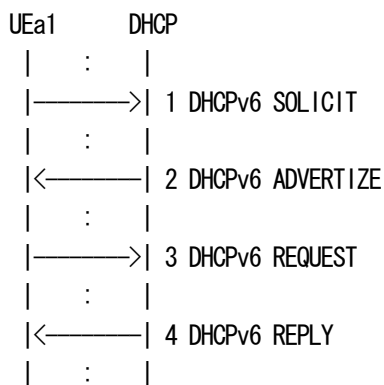 UEa1 DHCP
| : |
|-------->| 1 DHCPv6 SOLICIT
| : |
|<--------| 2 DHCPv6 ADVERTIZE
| : |
|-------->| 3 DHCPv6 REQUEST
| : |
|<--------| 4 DHCPv6 REPLY
| : |